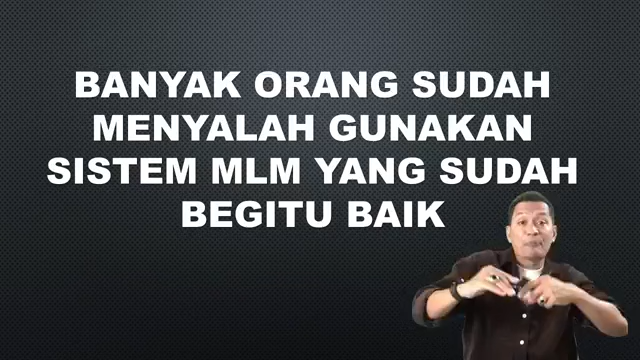 BANYAK ORANG SUDAH
MENYALAH GUNAKAN
SISTEM MLM YANG SUDAH
BEGITU BAIK